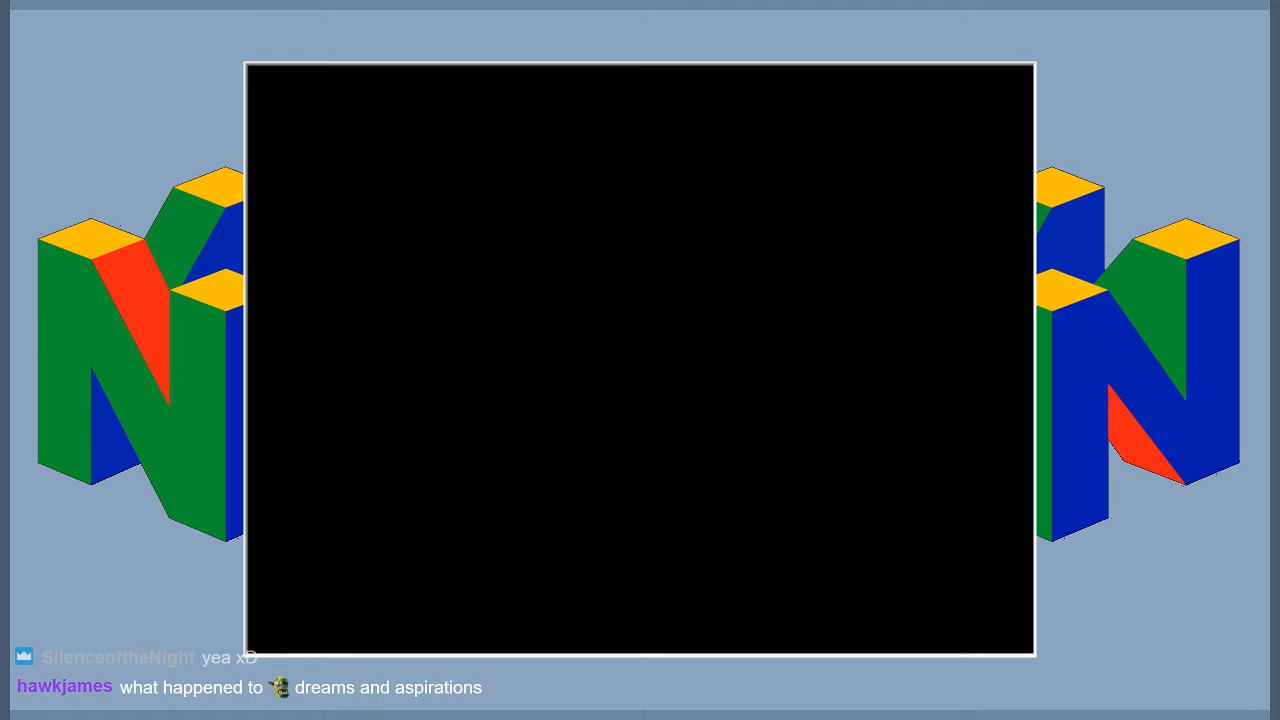 SilenceoftheNight yea xD
hawkjames what happened to dreams and aspirations